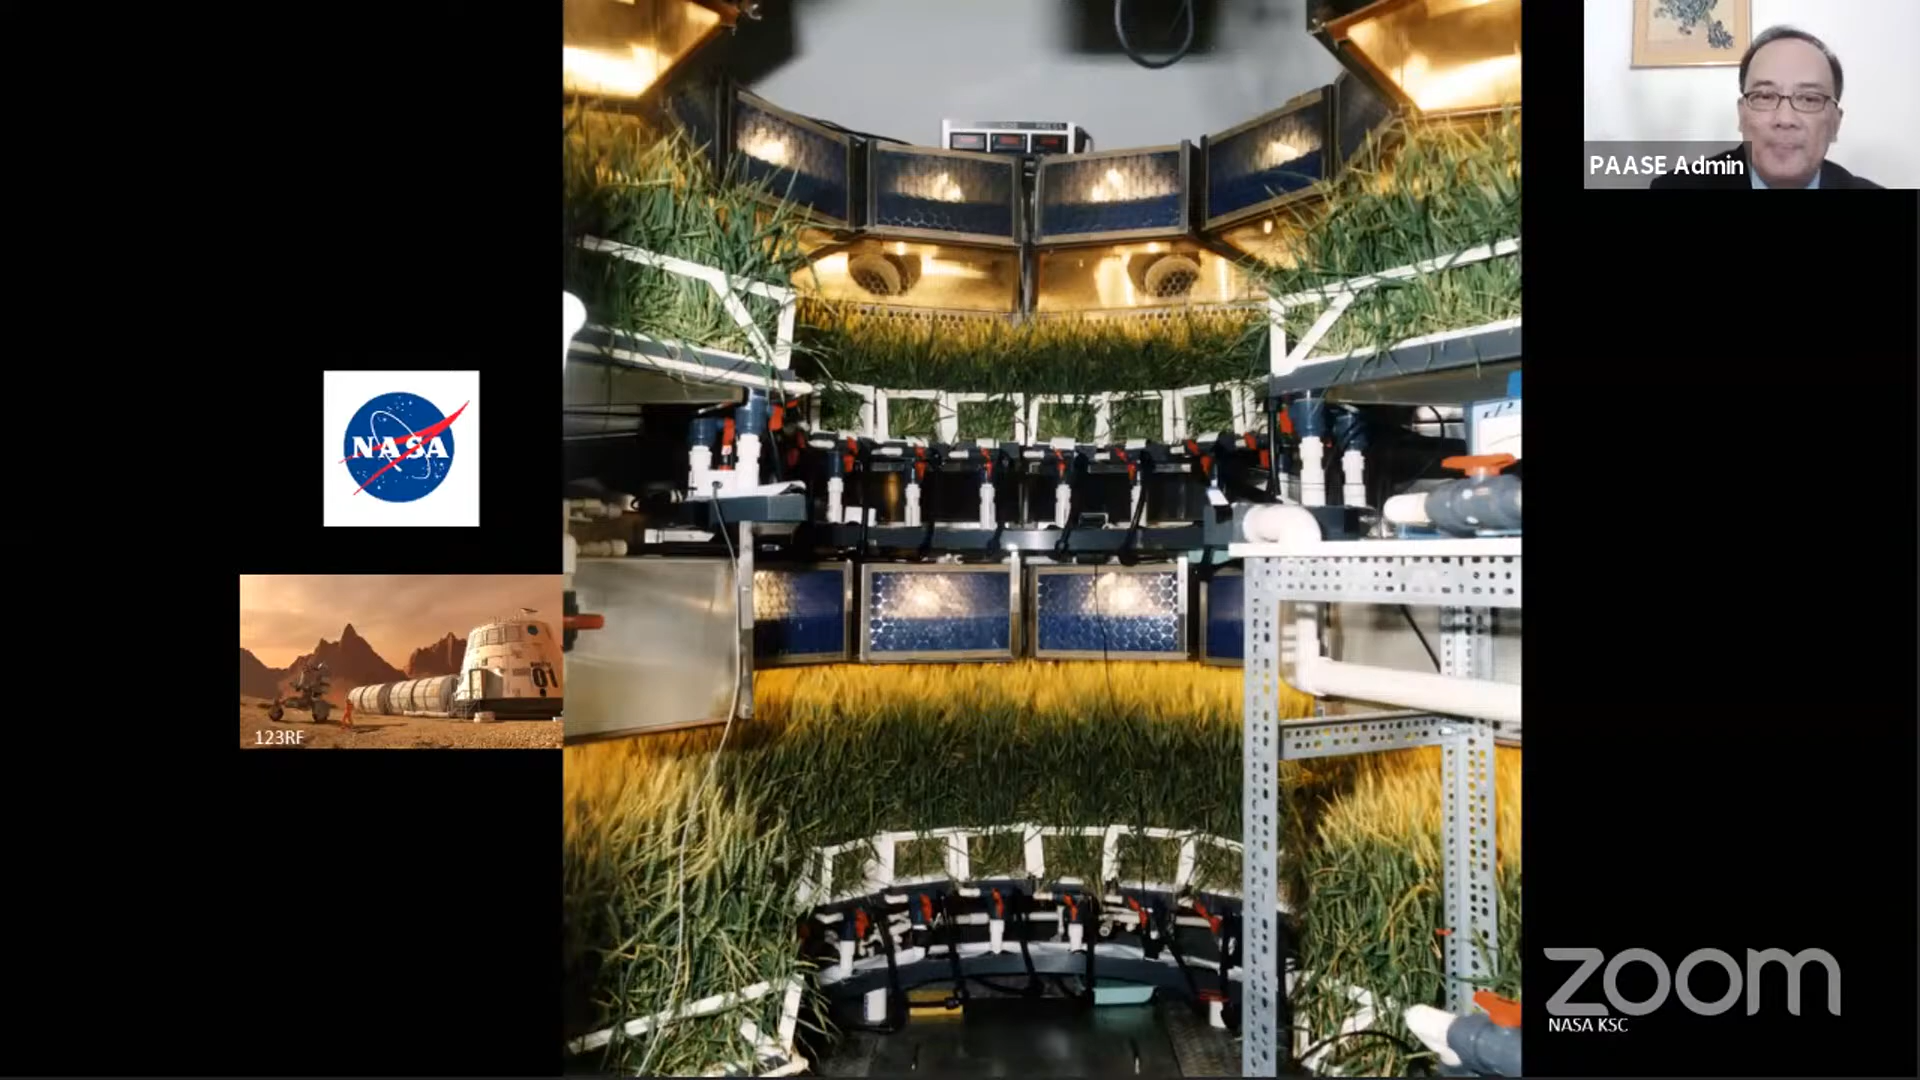 PAASE Admin
NASA
01
123RF
zoom
NASA KSC